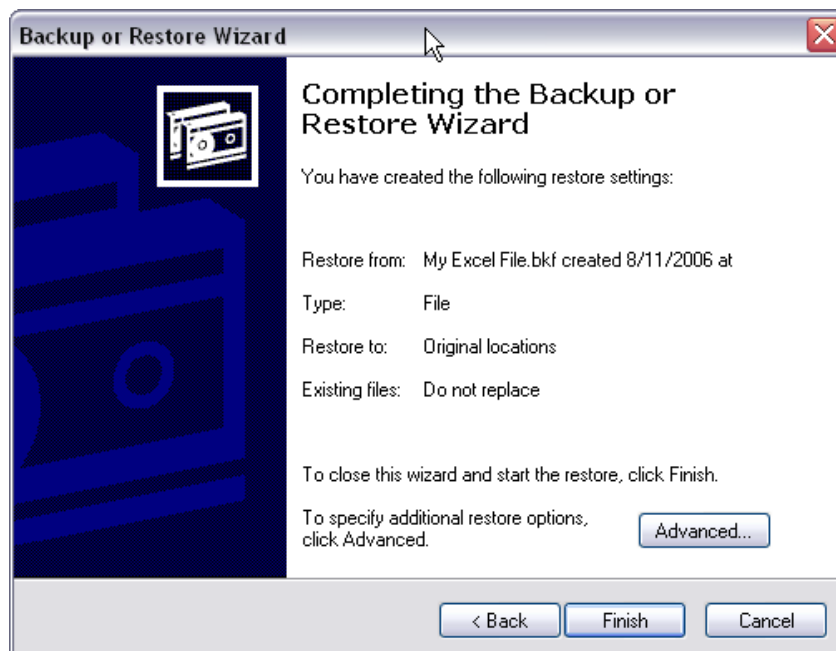 Backup or Restore Wizard
Completing the Backup or
Restore Wizard
You have created the following restore settings:
Restore from: My Excel File.bkf created 8/11/2006 at
Type: File
Restore to: Original locations
Existing files: Do not replace
To close this wizard and start the restore, click Finish.
To specify additional restore options,
click Advanced.
Advanced...
< Back Finish Cancel